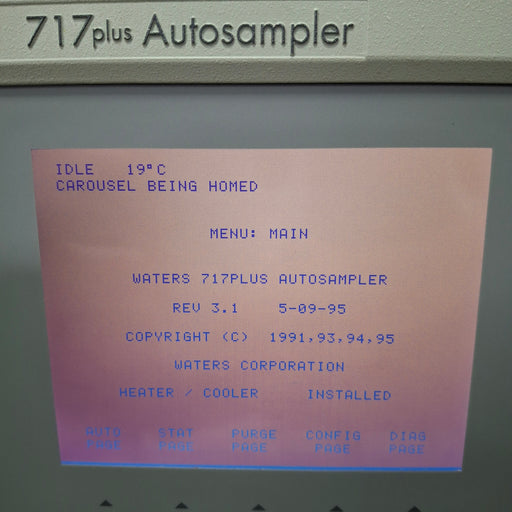 717plus Autosampler
IDLE 19°C
CAROUSEL BEING HOMED
MENU: MAIN
WATERS 717PLUS AUTOSAMPLER
REV 3.1 5-09-95
COPYRIGHT (C) 1991,93,94,95
WATERS CORPORATION
HEATER / COOLER INSTALLED
AUTO STAT PURGE CONFIG DIAG
PAGE PAGE PAGE PAGE PAGE